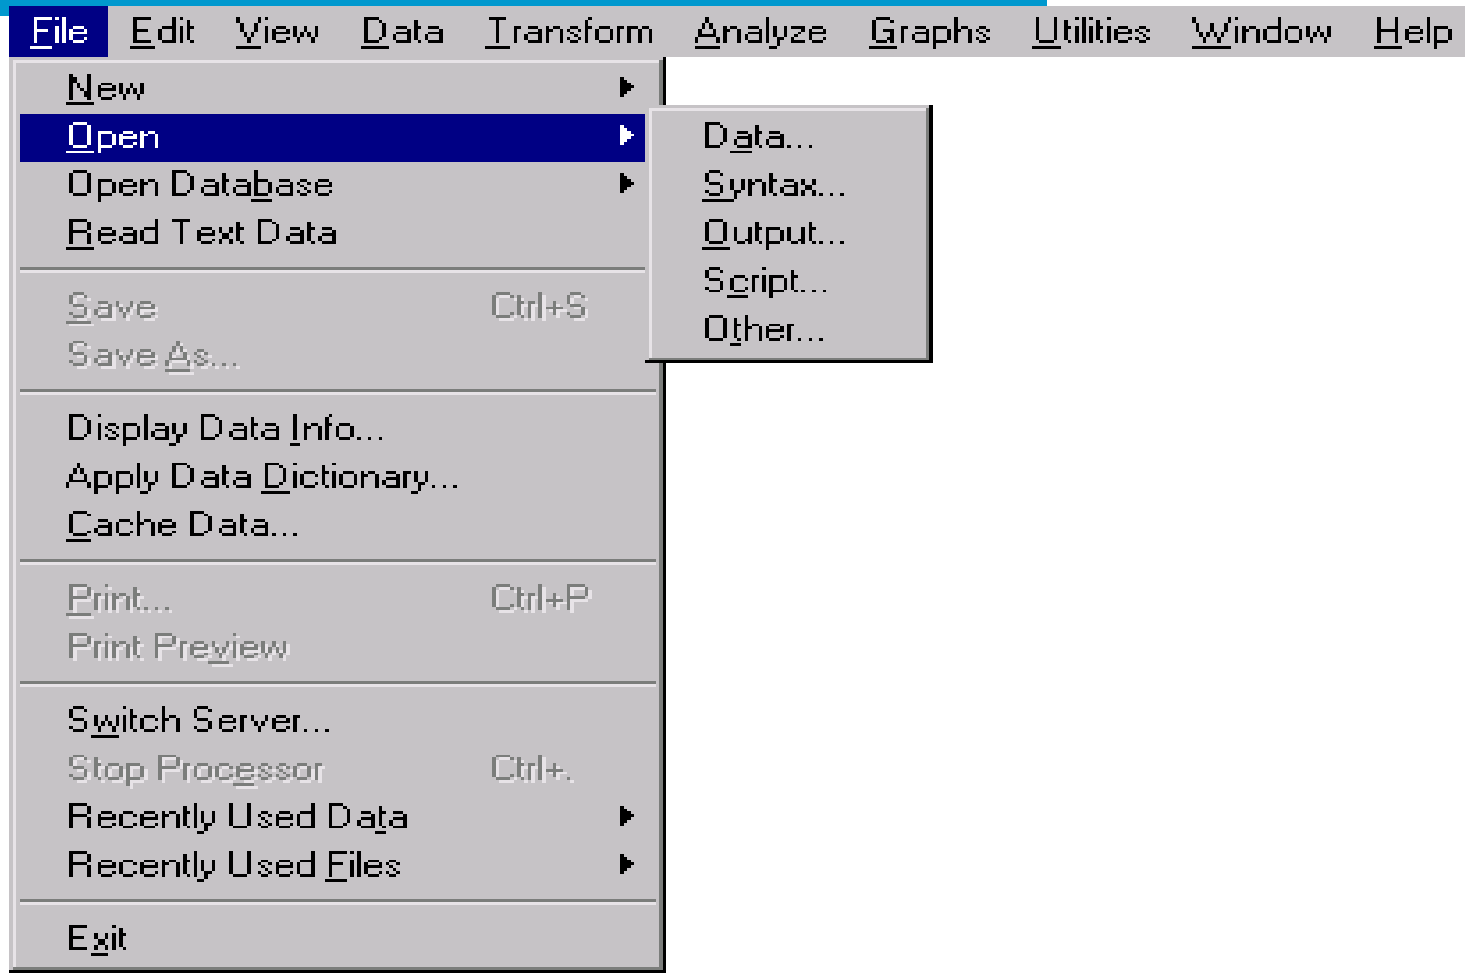 File Edit View Data Transform Analyze Graphs Utilities Window Help
New
Open
Open Database
Read Text Data
Save Ctrl+S
Save As...
Display Data Info...
Apply Data Dictionary...
Cache Data...
Print... Ctrl+P
Print Preview
Switch Server...
Stop Processor Ctrl+.
Recently Used Data
Recently Used Files
Exit
Data...
Syntax...
Output...
Script...
Other...